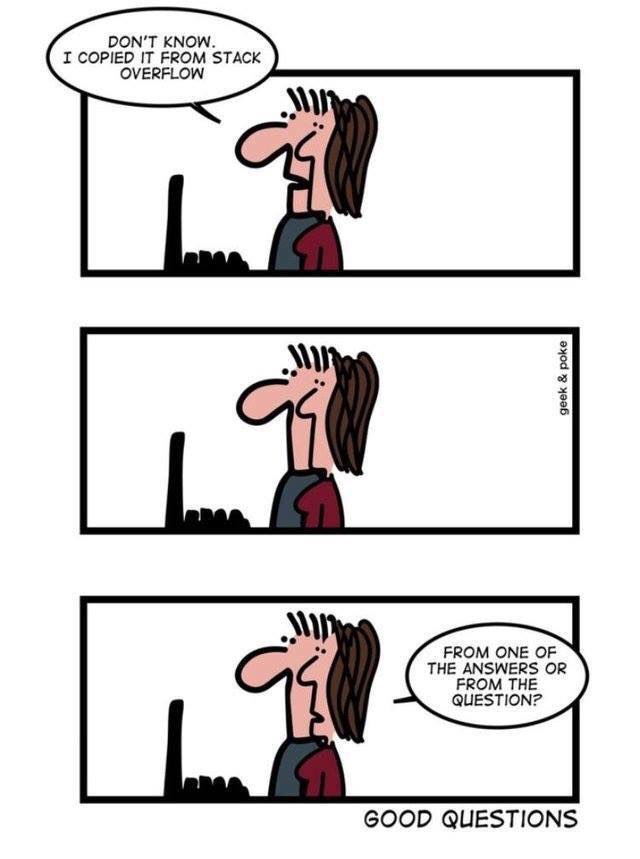 DON'T KNOW.
I COPIED IT FROM STACK
OVERFLOW
geek & poke
FROM ONE OF
THE ANSWERS OR
FROM THE
QUESTION?
GOOD QUESTIONS